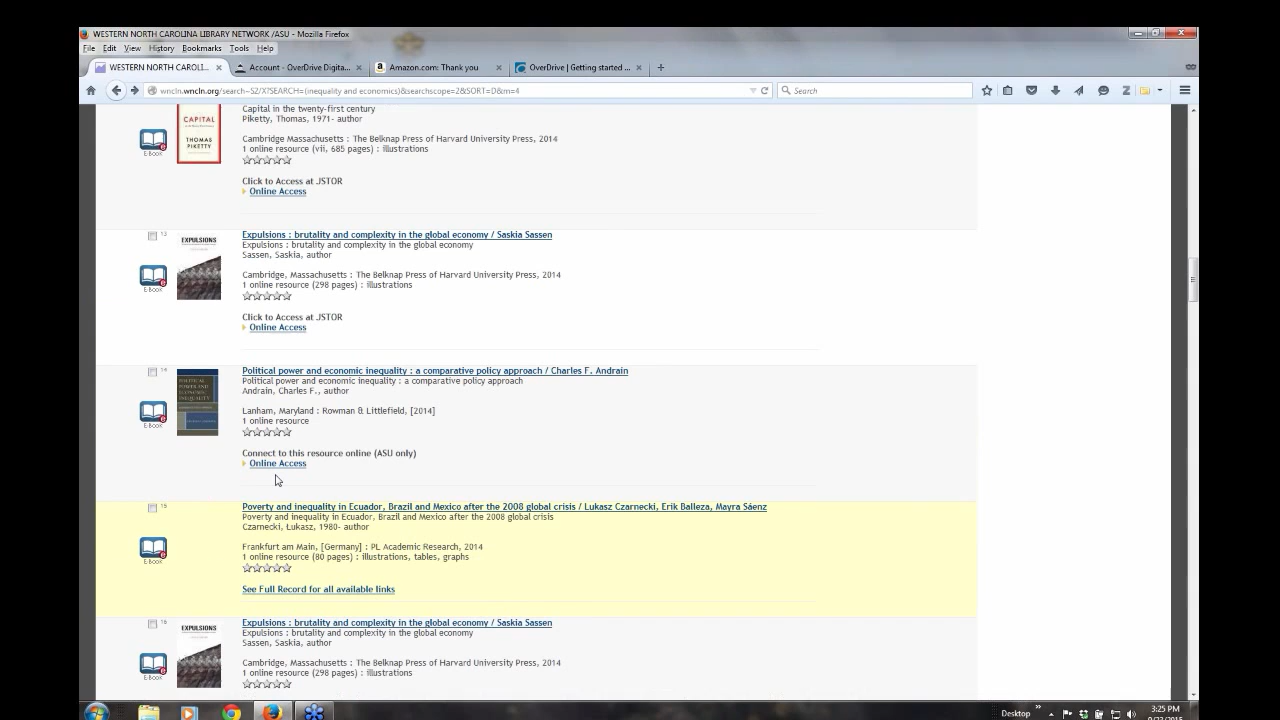 WESTERN NORTH CAROLINA LIBRARY NETWORK /ASU - Mozilla Firefox
File Edit View History Bookmarks Tools Help
WESTERN NORTH CAROLI... × Account - OverDrive Digita... × Amazon.com: Thank you × OverDrive | Getting started ... × +
wncln.wncln.org/search~S2/X?SEARCH=(inequality and economics)&searchscope=2&SORT=D&m=4
Search
Capital in the twenty-first century
Piketty, Thomas, 1971- author
CAPITAL
THOMAS
PIKETTY
E-Book
Cambridge Massachusetts : The Belknap Press of Harvard University Press, 2014
1 online resource (vii, 685 pages) : illustrations
Click to Access at JSTOR
Online Access
13
EXPULSIONS
E-Book
Expulsions : brutality and complexity in the global economy / Saskia Sassen
Expulsions : brutality and complexity in the global economy
Sassen, Saskia, author
Cambridge, Massachusetts : The Belknap Press of Harvard University Press, 2014
1 online resource (298 pages) : illustrations
Click to Access at JSTOR
Online Access
14
POLITICAL
POWER AND
ECONOMIC
INEQUALITY
E-Book
Political power and economic inequality : a comparative policy approach / Charles F. Andrain
Political power and economic inequality : a comparative policy approach
Andrain, Charles F., author
Lanham, Maryland : Rowman & Littlefield, [2014]
1 online resource
Connect to this resource online (ASU only)
Online Access
15
E-Book
Poverty and inequality in Ecuador, Brazil and Mexico after the 2008 global crisis / Lukasz Czarnecki, Erik Balleza, Mayra Sáenz
Poverty and inequality in Ecuador, Brazil and Mexico after the 2008 global crisis
Czarnecki, Łukasz, 1980- author
Frankfurt am Main, [Germany] : PL Academic Research, 2014
1 online resource (80 pages) : illustrations, tables, graphs
See Full Record for all available links
16
EXPULSIONS
E-Book
Expulsions : brutality and complexity in the global economy / Saskia Sassen
Expulsions : brutality and complexity in the global economy
Sassen, Saskia, author
Cambridge, Massachusetts : The Belknap Press of Harvard University Press, 2014
1 online resource (298 pages) : illustrations
Desktop
3:25 PM